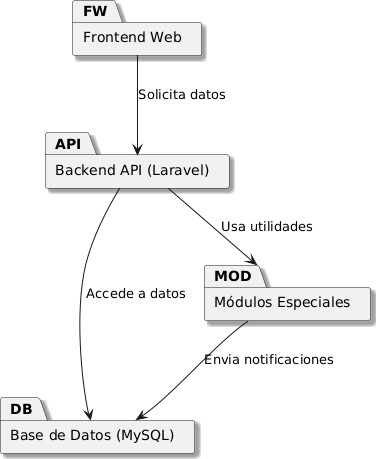 FW
Frontend Web
Solicita datos
API
Backend API (Laravel)
Usa utilidades
MOD
Accede a datos
Módulos Especiales
Envia notificaciones
DB
Base de Datos (MySQL)